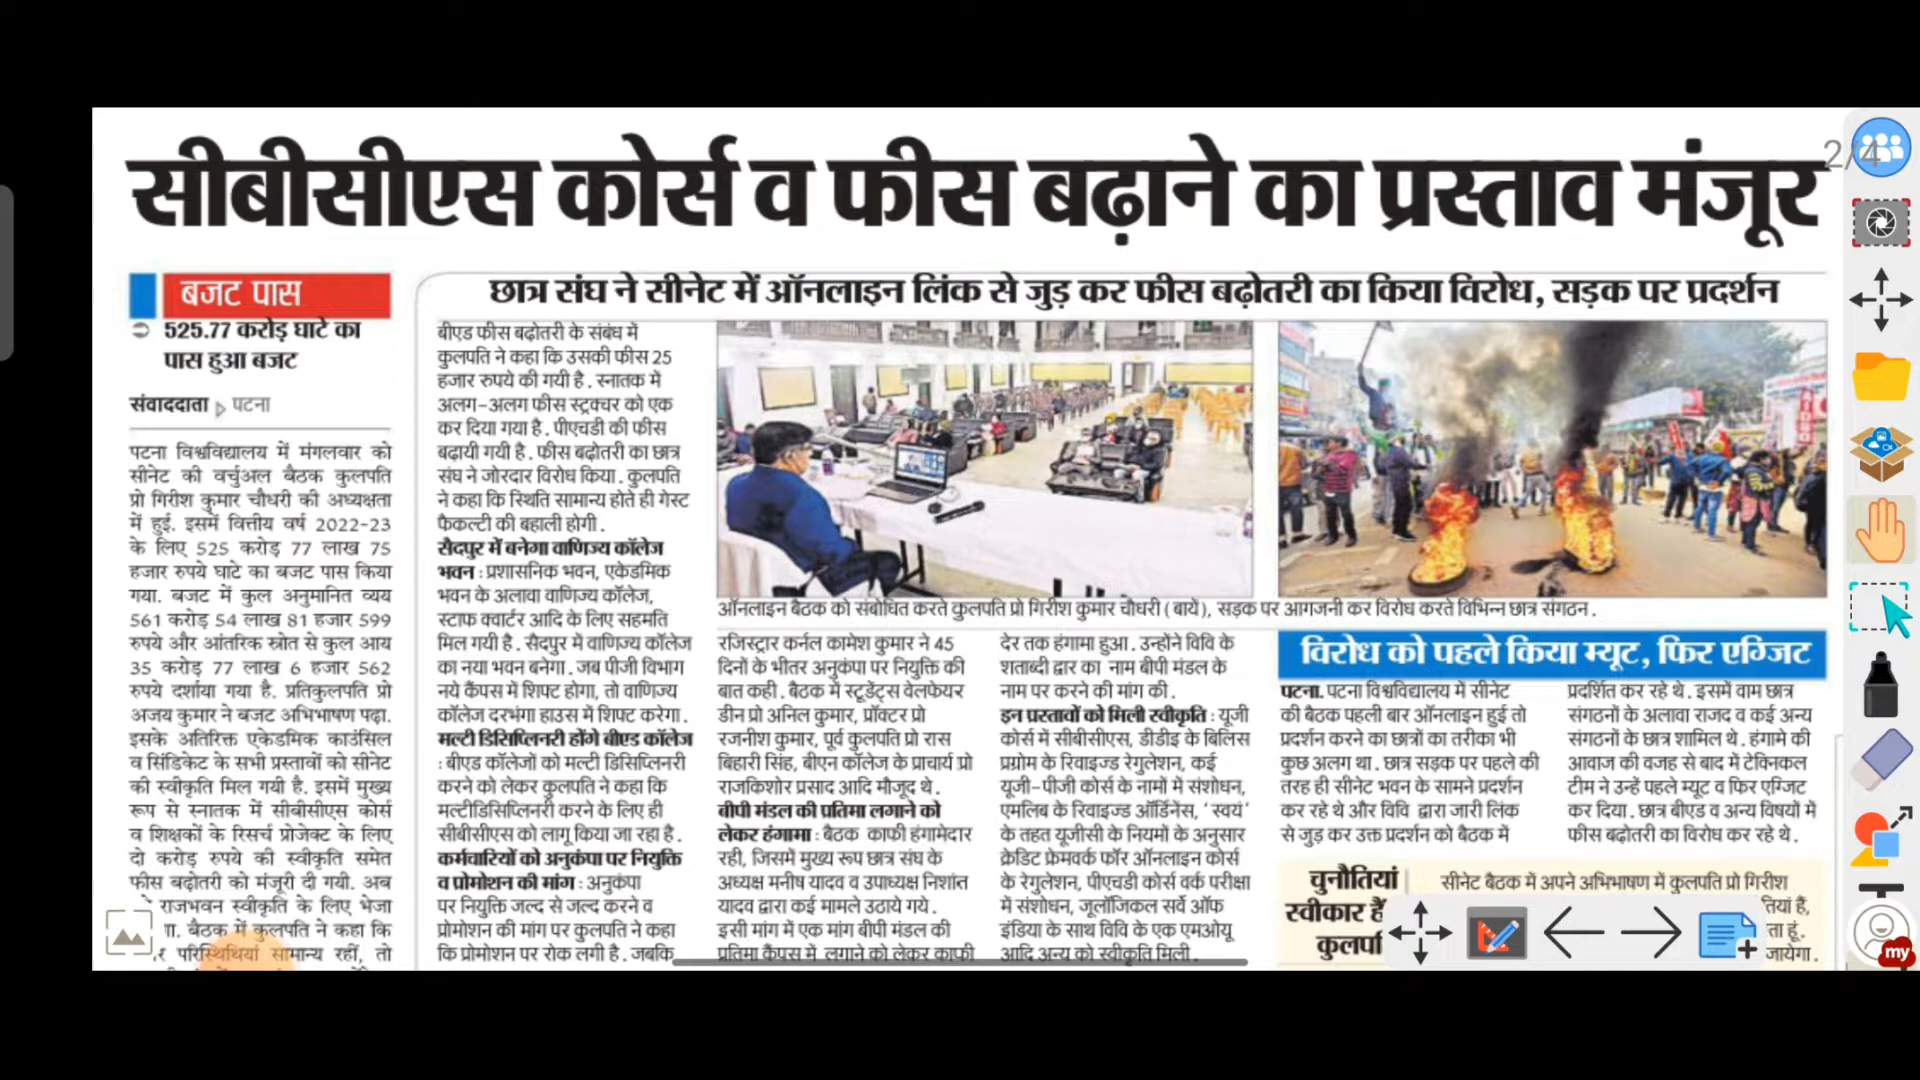 सीबीसीएस कोर्स व फीस बढ़ाने का प्रस्ताव मंजूर
2/4
बजट पास
525.77 करोड़ घाटे का
पास हुआ बजट
संवाददाता पटना
पटना विश्वविद्यालय में मंगलवार को
सीनेट की वर्चुअल बैठक कुलपति
प्रो गिरीश कुमार चौधरी की अध्यक्षता
में हुई. इसमें वित्तीय वर्ष 2022-23
के लिए 525 करोड़ 77 लाख 75
हजार रुपये घाटे का बजट पास किया
गया. बजट में कुल अनुमानित व्यय
561 करोड़ 54 लाख 81 हजार 599
रुपये और आंतरिक स्त्रोत से कुल आय
35 करोड़ 77 लाख 6 हजार 562
रुपये दर्शाया गया है. प्रतिकुलपति प्रो
अजय कुमार ने बजट अभिभाषण पढ़ा.
इसके अतिरिक्त एकेडमिक काउंसिल
व सिंडिकेट के सभी प्रस्तावों को सीनेट
की स्वीकृति मिल गयी है. इसमें मुख्य
रूप से स्नातक में सीबीसीएस कोर्स
व शिक्षकों के रिसर्च प्रोजेक्ट के लिए
दो करोड़ रुपये की स्वीकृति समेत
फीस बढ़ोतरी को मंजूरी दी गयी. अब
राजभवन स्वीकृति के लिए भेजा
बैठक में कुलपति ने कहा कि
परिस्थितियां सामान्य रहीं, तो
छात्र संघ ने सीनेट में ऑनलाइन लिंक से जुड़ कर फीस बढ़ोतरी का किया विरोध, सड़क पर प्रदर्शन
बीएड फीस बढ़ोतरी के संबंध में
कुलपति ने कहा कि उसकी फीस 25
हजार रुपये की गयी है. स्नातक में
अलग-अलग फीस स्ट्रक्चर को एक
कर दिया गया है. पीएचडी की फीस
बढ़ायी गयी है. फीस बढ़ोतरी का छात्र
संघ ने जोरदार विरोध किया. कुलपति
ने कहा कि स्थिति सामान्य होते ही गेस्ट
फैकल्टी की बहाली होगी.
सैदपुर में बनेगा वाणिज्य कॉलेज
भवन : प्रशासनिक भवन, एकेडमिक
भवन के अलावा वाणिज्य कॉलेज,
स्टाफ क्वार्टर आदि के लिए सहमति
मिल गयी है. सैदपुर में वाणिज्य कॉलेज
का नया भवन बनेगा. जब पीजी विभाग
नये कैंपस में शिफ्ट होगा, तो वाणिज्य
कॉलेज दरभंगा हाउस में शिफ्ट करेगा.
मल्टी डिसिप्लिनरी होंगे बीएड कॉलेज
: बीएड कॉलेजों को मल्टी डिसिप्लिनरी
करने को लेकर कुलपति ने कहा कि
मल्टीडिसिप्लिनरी करने के लिए ही
सीबीसीएस को लागू किया जा रहा है.
कर्मचारियों को अनुकंपा पर नियुक्ति
व प्रोमोशन की मांग : अनुकंपा
पर नियुक्ति जल्द से जल्द करने व
प्रोमोशन की मांग पर कुलपति ने कहा
कि प्रोमोशन पर रोक लगी है. जबकि
ऑनलाइन बैठक को संबोधित करते कुलपति प्रो गिरीश कुमार चौधरी (बायें), सड़क पर आगजनी कर विरोध करते विभिन्न छात्र संगठन.
रजिस्ट्रार कर्नल कामेश कुमार ने 45
दिनों के भीतर अनुकंपा पर नियुक्ति की
बात कही. बैठक में स्टूडेंट्स वेलफेयर
डीन प्रो अनिल कुमार, प्रॉक्टर प्रो
रजनीश कुमार, पूर्व कुलपति प्रो रास
बिहारी सिंह, बीएन कॉलेज के प्राचार्य प्रो
राजकिशोर प्रसाद आदि मौजूद थे.
बीपी मंडल की प्रतिमा लगाने को
लेकर हंगामा : बैठक काफी हंगामेदार
रही, जिसमें मुख्य रूप छात्र संघ के
अध्यक्ष मनीष यादव व उपाध्यक्ष निशांत
यादव द्वारा कई मामले उठाये गये.
इसी मांग में एक मांग बीपी मंडल की
प्रतिमा कैंपस में लगाने को लेकर काफी
देर तक हंगामा हुआ. उन्होंने विवि के
शताब्दी द्वार का नाम बीपी मंडल के
नाम पर करने की मांग की.
इन प्रस्तावों को मिली स्वीकृति : यूजी
कोर्स में सीबीसीएस, डीडीइ के बिलिस
प्रग्रोम के रिवाइज्ड रेगुलेशन, कई
यूजी-पीजी कोर्स के नामों में संशोधन,
एमलिब के रिवाइज्ड ऑर्डिनेंस, 'स्वयं'
के तहत यूजीसी के नियमों के अनुसार
क्रेडिट फ्रेमवर्क फॉर ऑनलाइन कोर्स
के रेगुलेशन, पीएचडी कोर्स वर्क परीक्षा
में संशोधन, जूलॉजिकल सर्वे ऑफ
इंडिया के साथ विवि के एक एमओयू
आदि अन्य को स्वीकृति मिली.
विरोध को पहले किया म्यूट, फिर एग्जिट
पटना. पटना विश्वविद्यालय में सीनेट
की बैठक पहली बार ऑनलाइन हुई तो
प्रदर्शन करने का छात्रों का तरीका भी
कुछ अलग था. छात्र सड़क पर पहले की
तरह ही सीनेट भवन के सामने प्रदर्शन
कर रहे थे और विवि द्वारा जारी लिंक
से जुड़ कर उक्त प्रदर्शन को बैठक में
प्रदर्शित कर रहे थे. इसमें वाम छात्र
संगठनों के अलावा राजद व कई अन्य
संगठनों के छात्र शामिल थे. हंगामे की
आवाज की वजह से बाद में टेक्निकल
टीम ने उन्हें पहले म्यूट व फिर एग्जिट
कर दिया. छात्र बीएड व अन्य विषयों में
फीस बढ़ोतरी का विरोध कर रहे थे.
चुनौतियां
स्वीकार हैं
सीनेट बैठक में अपने अभिभाषण में कुलपति प्रो गिरीश
हैं,
हूं.
जायेगा.
my